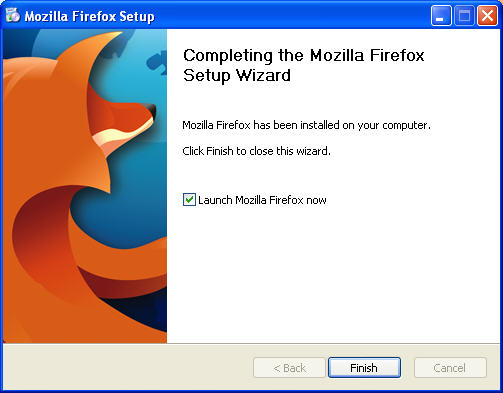 Mozilla Firefox Setup
Completing the Mozilla Firefox
Setup Wizard
Mozilla Firefox has been installed on your computer.
Click Finish to close this wizard.
Launch Mozilla Firefox now
< Back
Finish
Cancel